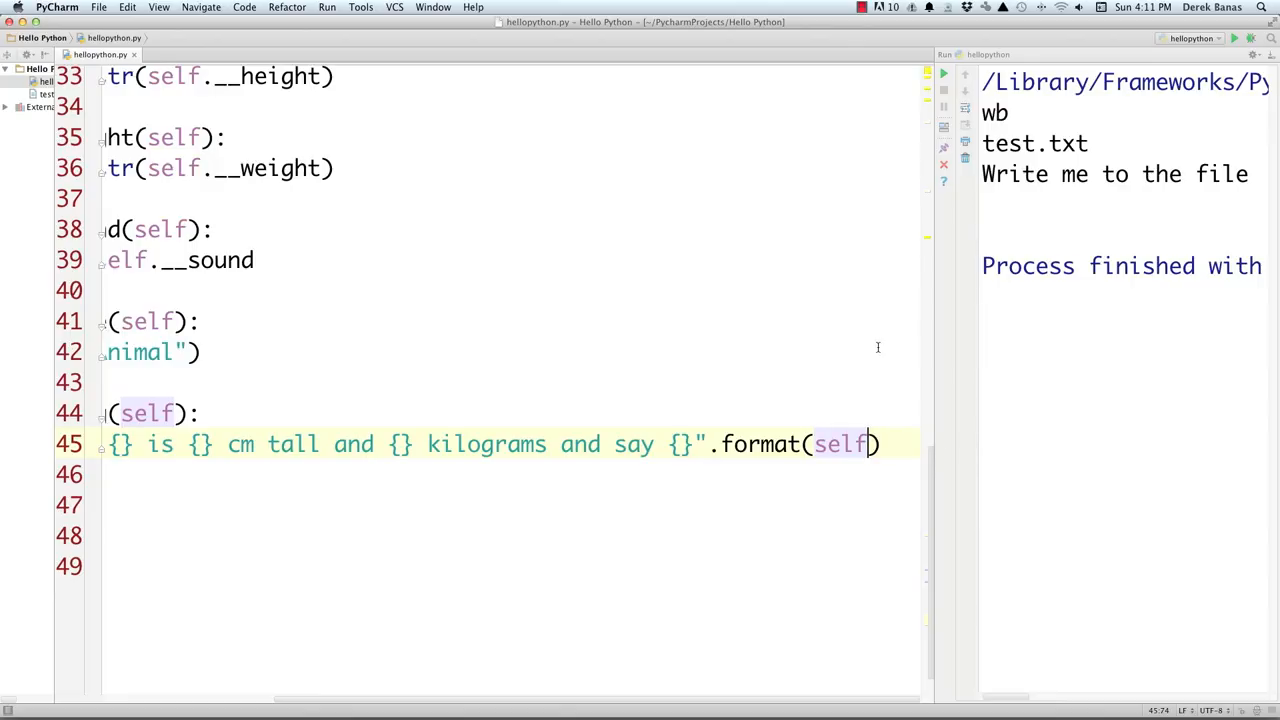 PyCharm File Edit View Navigate Code Refactor Run Tools VCS Window Help 10 Sun 4:11 PM Derek Banas
hellopython.py – Hello Python – [~/PycharmProjects/Hello Python]
Hello Python hellopython.py hellopython
hellopython.py Run hellopython
Hello P
hell
test
Externa
33 tr(self.__height)
34
35 ht(self):
36 tr(self.__weight)
37
38 d(self):
39 elf.__sound
40
41 (self):
42 nimal")
43
44 (self):
45 {} is {} cm tall and {} kilograms and say {}".format(self)
46
47
48
49
/Library/Frameworks/Py
wb
test.txt
Write me to the file
Process finished with
45:74 LF UTF-8